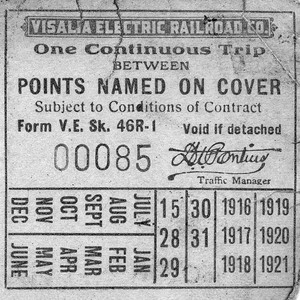 VISALIA ELECTRIC RAILROAD CO.
One Continuous Trip
BETWEEN
POINTS NAMED ON COVER
Subject to Conditions of Contract
Form V.E. Sk. 46R-1 Void if detached
00085
Traffic Manager
DEC NOV OCT SEPT AUG JULY
JUNE MAY APR MAR FEB JAN
15 30 1916 1919
28 31 1917 1920
29 1918 1921